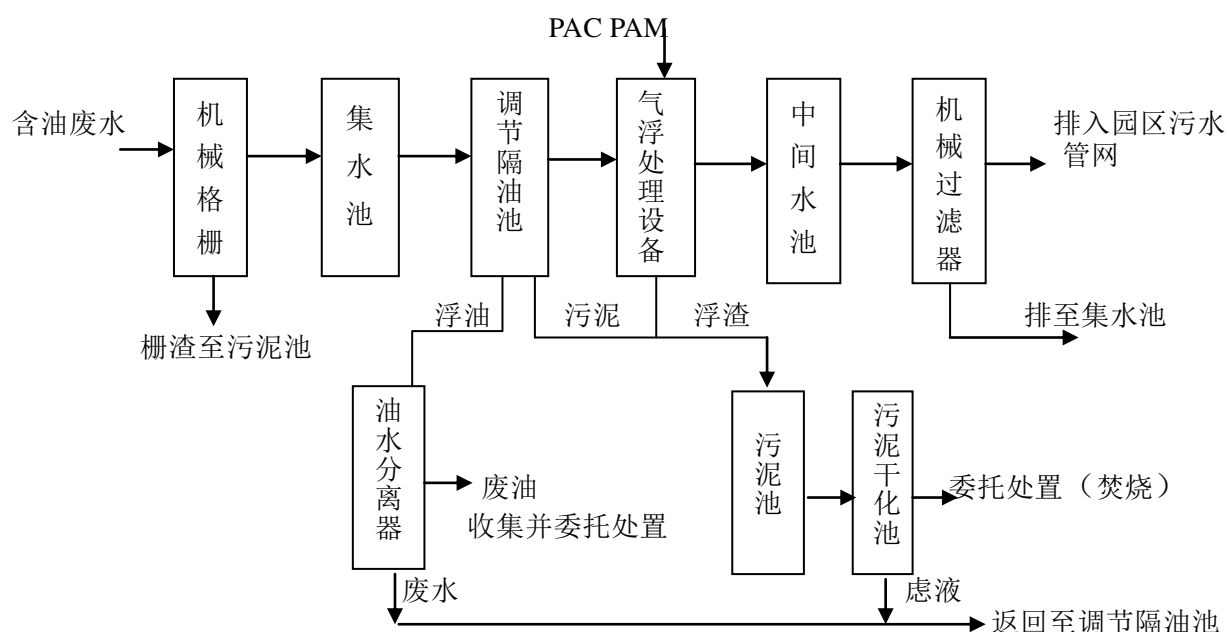 PAC PAM
含油废水
机械格栅
集水池
调节隔油池
气浮处理设备
中间水池
机械过滤器
排入园区污水
管网
浮油
污泥
浮渣
排至集水池
栅渣至污泥池
油水分离器
污泥池
污泥干化池
废油
收集并委托处置
委托处置（焚烧）
废水
虑液
返回至调节隔油池